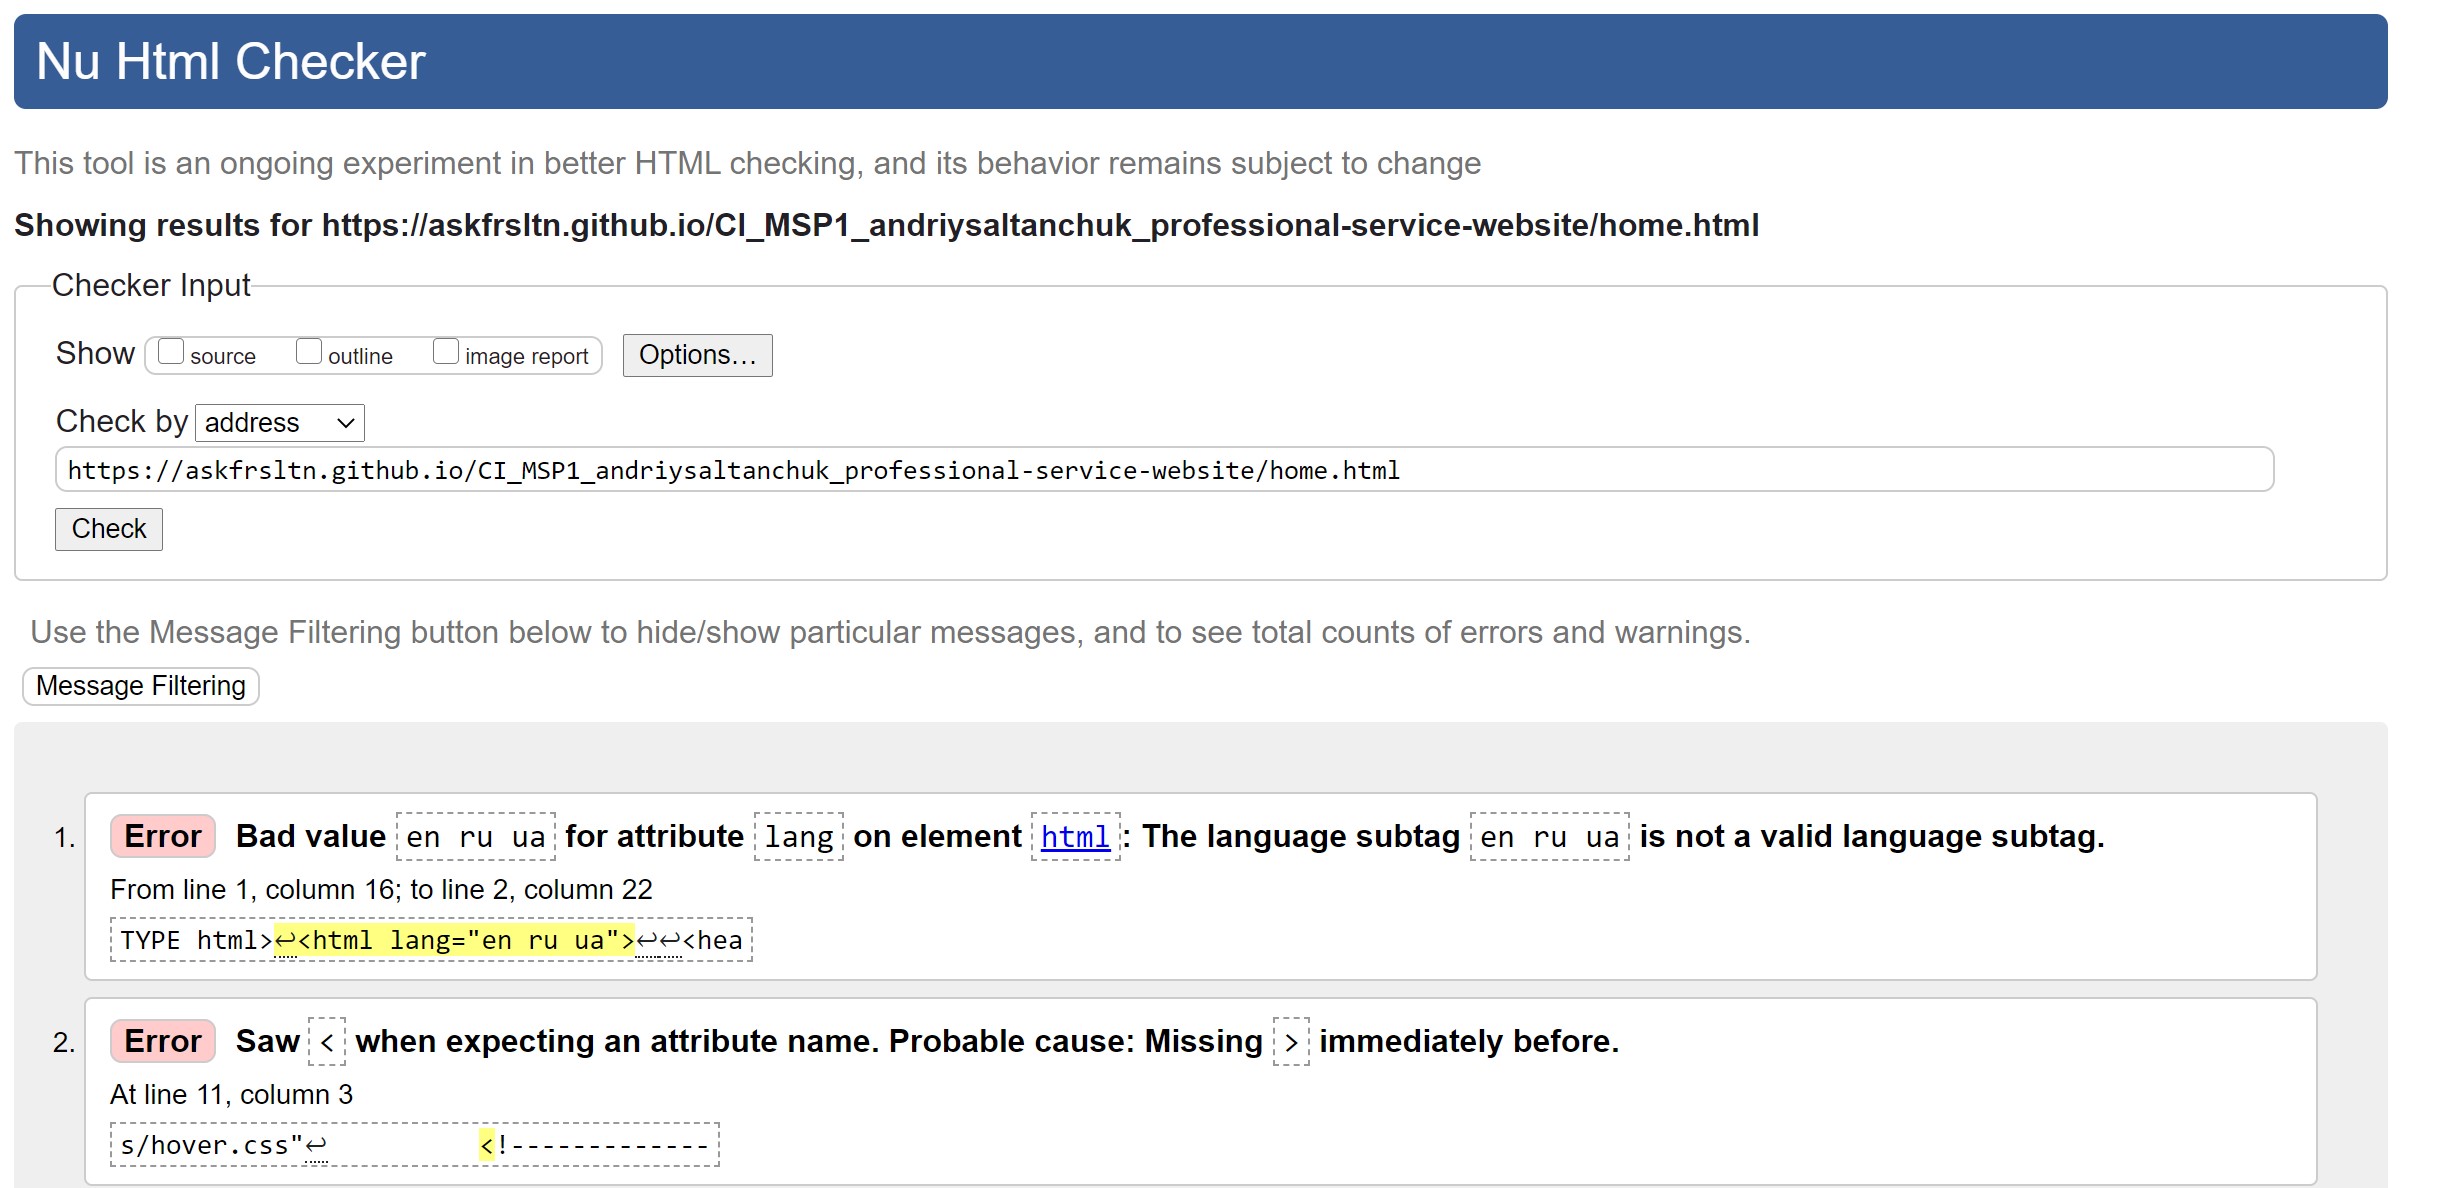 Nu Html Checker
This tool is an ongoing experiment in better HTML checking, and its behavior remains subject to change
Showing results for https://askfrsltn.github.io/CI_MSP1_andriysaltanchuk_professional-service-website/home.html
Checker Input
Show source outline image report Options...
Check by address
https://askfrsltn.github.io/CI_MSP1_andriysaltanchuk_professional-service-website/home.html
Check
Use the Message Filtering button below to hide/show particular messages, and to see total counts of errors and warnings.
Message Filtering
1. Error Bad value en ru ua for attribute lang on element html: The language subtag en ru ua is not a valid language subtag.
From line 1, column 16; to line 2, column 22
TYPE html>↩<html lang="en ru ua">↩↩<hea
2. Error Saw < when expecting an attribute name. Probable cause: Missing > immediately before.
At line 11, column 3
s/hover.css"↩ <!-------------